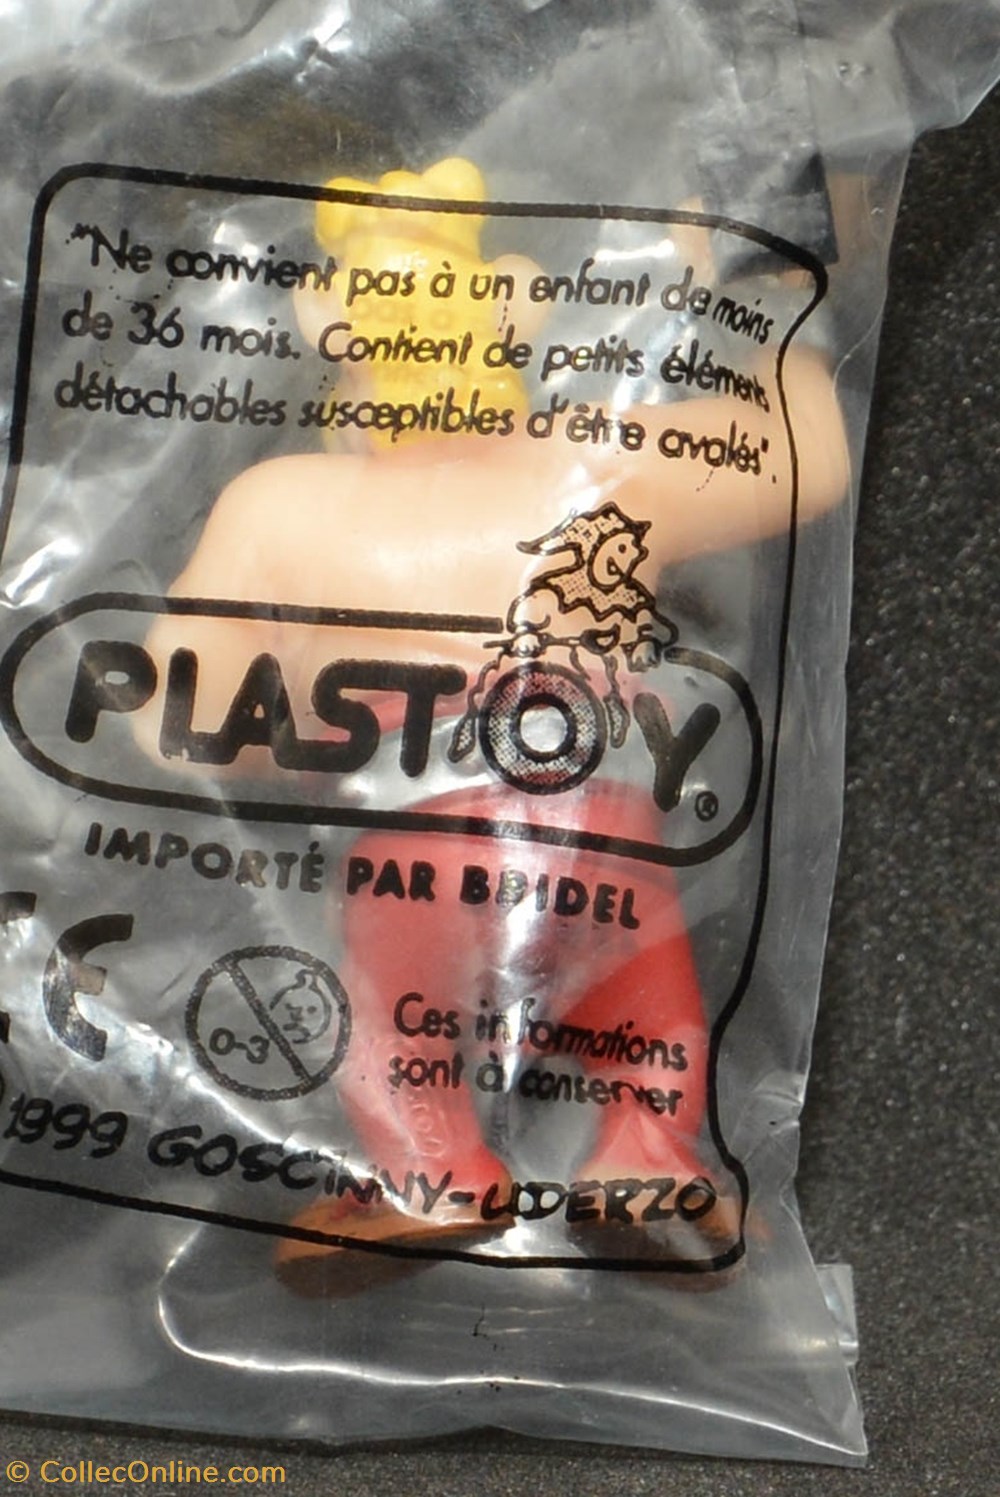 "Ne convient pas à un enfant de moins
de 36 mois. Contient de petits éléments
détachables susceptibles d'être avalés".
PLASTOY®
IMPORTÉ PAR BRIDEL
CE
0-3
Ces informations
sont à conserver
1999 GOSCINNY-UDERZO
© CollecOnline.com